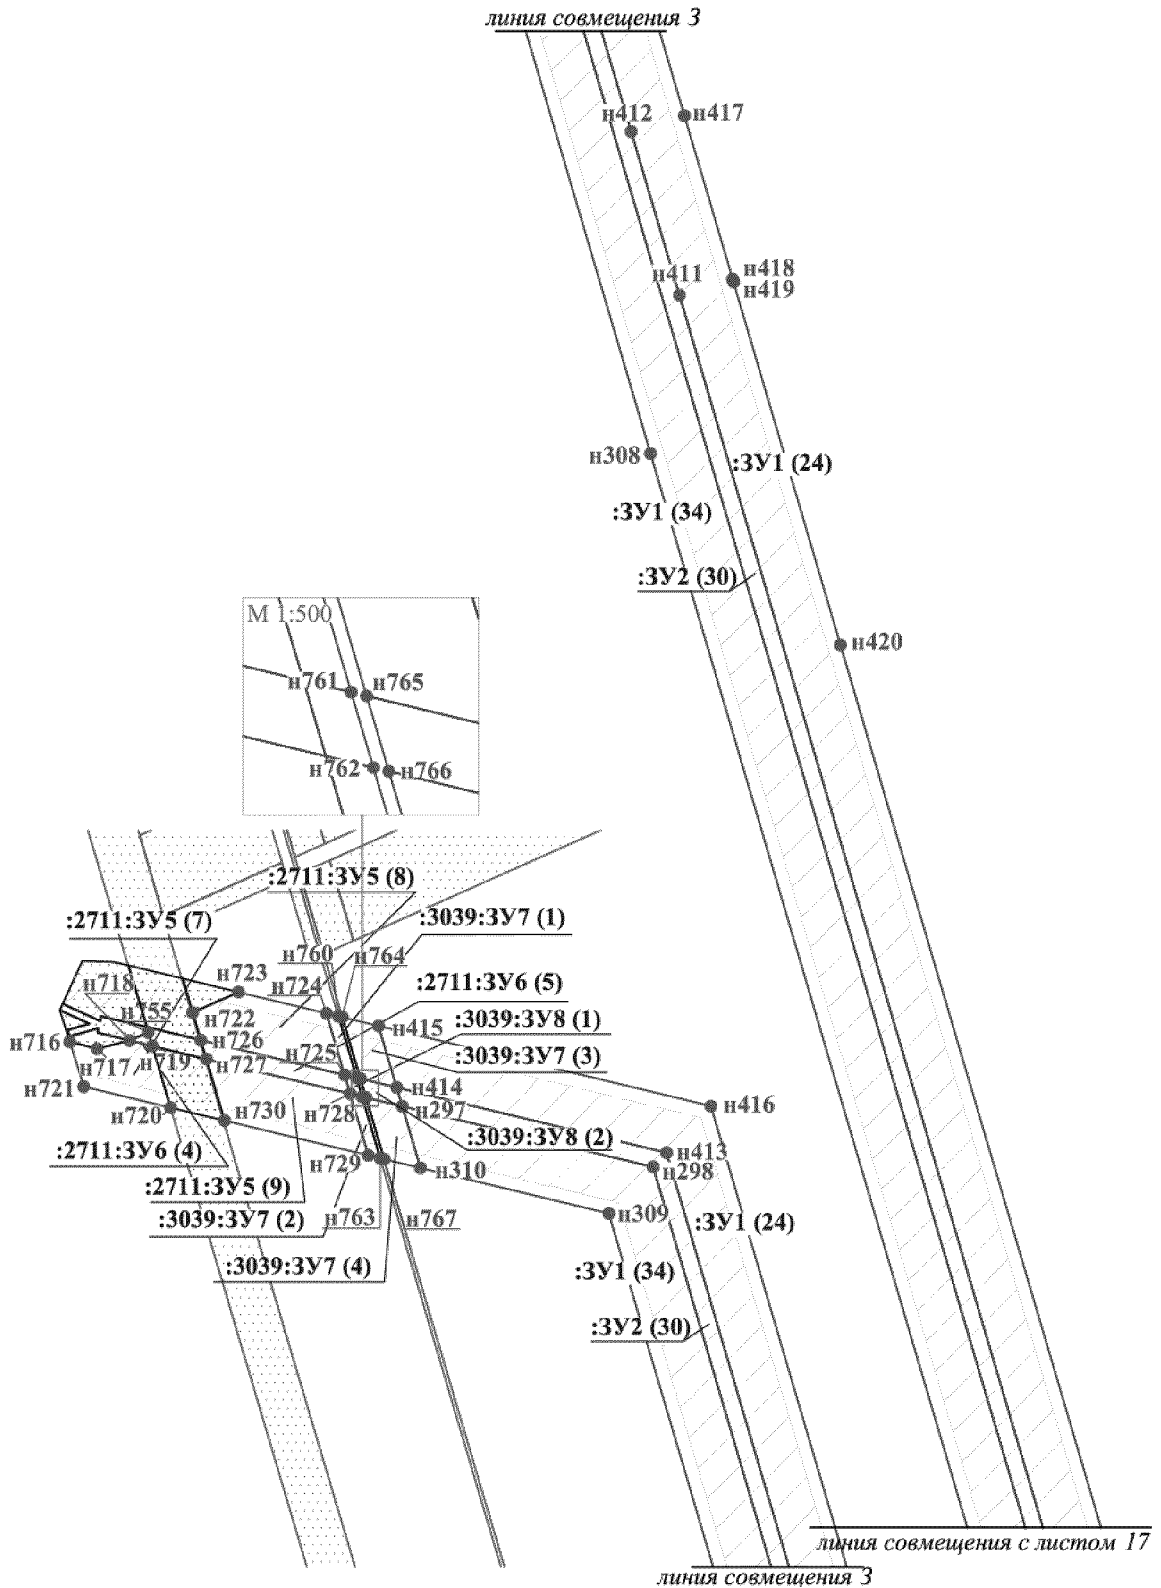 линия совмещения 3
н412
н417
н411
н418
н419
н308
:ЗУ1 (24)
:ЗУ1 (34)
:ЗУ2 (30)
М 1:500
н420
н761
н765
н762
н766
:2711:ЗУ5 (8)
:2711:ЗУ5 (7)
:3039:ЗУ7 (1)
н760
н764
н723
н718
н724
:2711:ЗУ6 (5)
н755
н722
:3039:ЗУ8 (1)
н415
н716
н726
н725
:3039:ЗУ7 (3)
н717
н719
н727
н721
н414
н728
н297
н416
н720
н730
:3039:ЗУ8 (2)
:2711:ЗУ6 (4)
н413
н729
н310
н298
:2711:ЗУ5 (9)
:3039:ЗУ7 (2)
н763
н767
н309
:ЗУ1 (24)
:3039:ЗУ7 (4)
:ЗУ1 (34)
:ЗУ2 (30)
линия совмещения с листом 17
линия совмещения 3